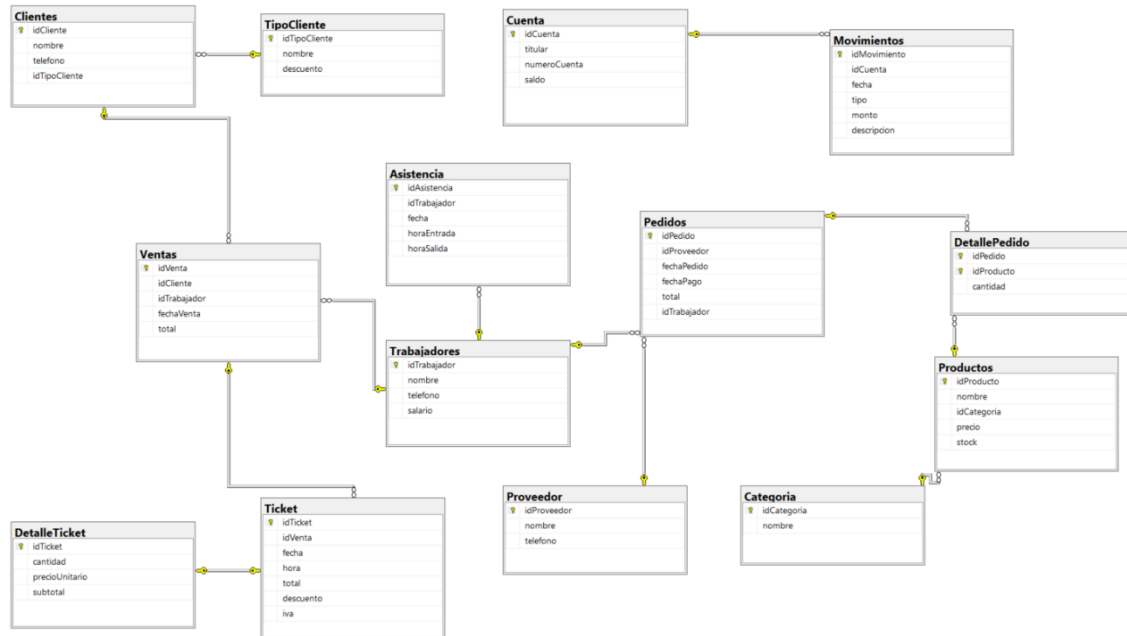 Clientes
idCliente
nombre
telefono
idTipoCliente
TipoCliente
idTipoCliente
nombre
descuento
Cuenta
idCuenta
titular
numeroCuenta
saldo
Movimientos
idMovimiento
idCuenta
fecha
tipo
monto
descripcion
Asistencia
idAsistencia
idTrabajador
fecha
horaEntrada
horaSalida
Pedidos
idPedido
idProveedor
fechaPedido
fechaPago
total
idTrabajador
DetallePedido
idPedido
idProducto
cantidad
Ventas
idVenta
idCliente
idTrabajador
fechaVenta
total
Trabajadores
idTrabajador
nombre
telefono
salario
Productos
idProducto
nombre
idCategoria
precio
stock
Proveedor
idProveedor
nombre
telefono
Categoria
idCategoria
nombre
Ticket
idTicket
idVenta
fecha
hora
total
descuento
iva
DetalleTicket
idTicket
cantidad
precioUnitario
subtotal